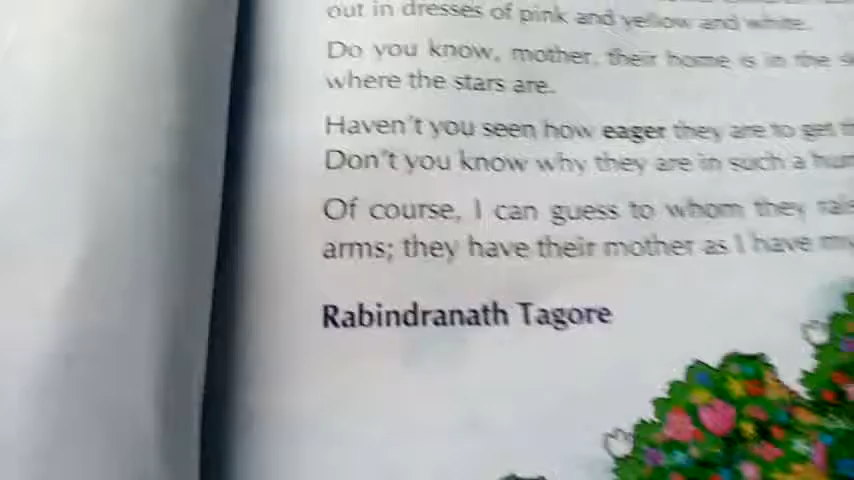 out in dresses of pink and yellow and white.
Do you know, mother, their home is in the
where the stars are.
Haven't you seen how eager they are to get
Don't you know why they are in such a
Of course, I can guess to whom they
arms; they have their mother as I have
Rabindranath Tagore